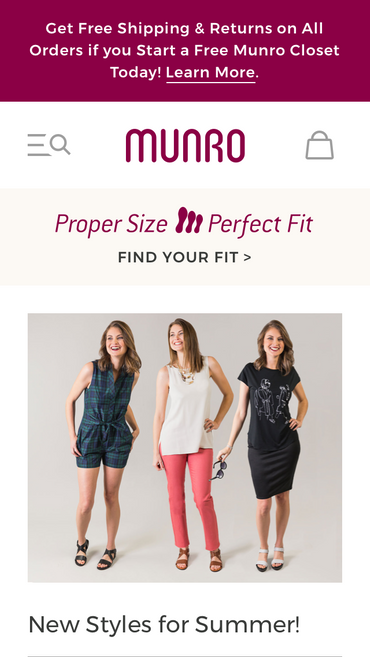 Get Free Shipping & Returns on All
Orders if you Start a Free Munro Closet
Today! Learn More.
MUNRO
Proper Size Perfect Fit
FIND YOUR FIT >
New Styles for Summer!